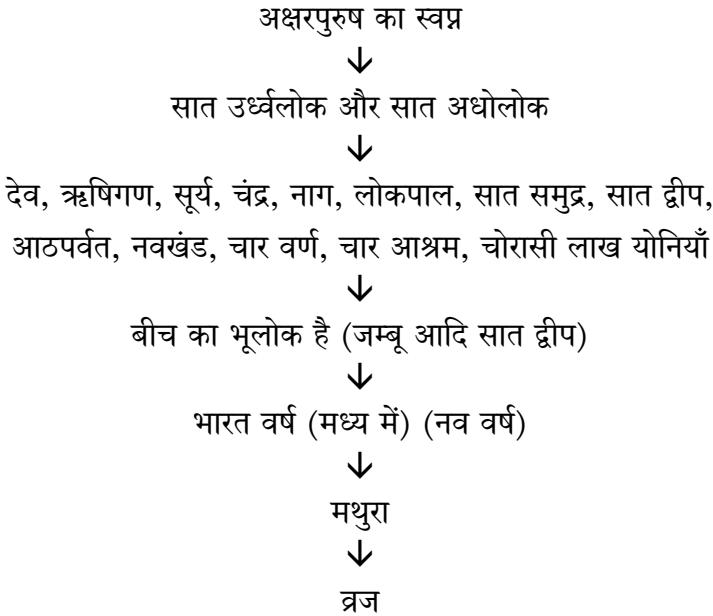 अक्षरपुरुष का स्वप्न
↓
सात उर्ध्वलोक और सात अधोलोक
↓
देव, ऋषिगण, सूर्य, चंद्र, नाग, लोकपाल, सात समुद्र, सात द्वीप,
आठपर्वत, नवखंड, चार वर्ण, चार आश्रम, चोरासी लाख योनियाँ
↓
बीच का भूलोक है (जम्बू आदि सात द्वीप)
↓
भारत वर्ष (मध्य में) (नव वर्ष)
↓
मथुरा
↓
व्रज